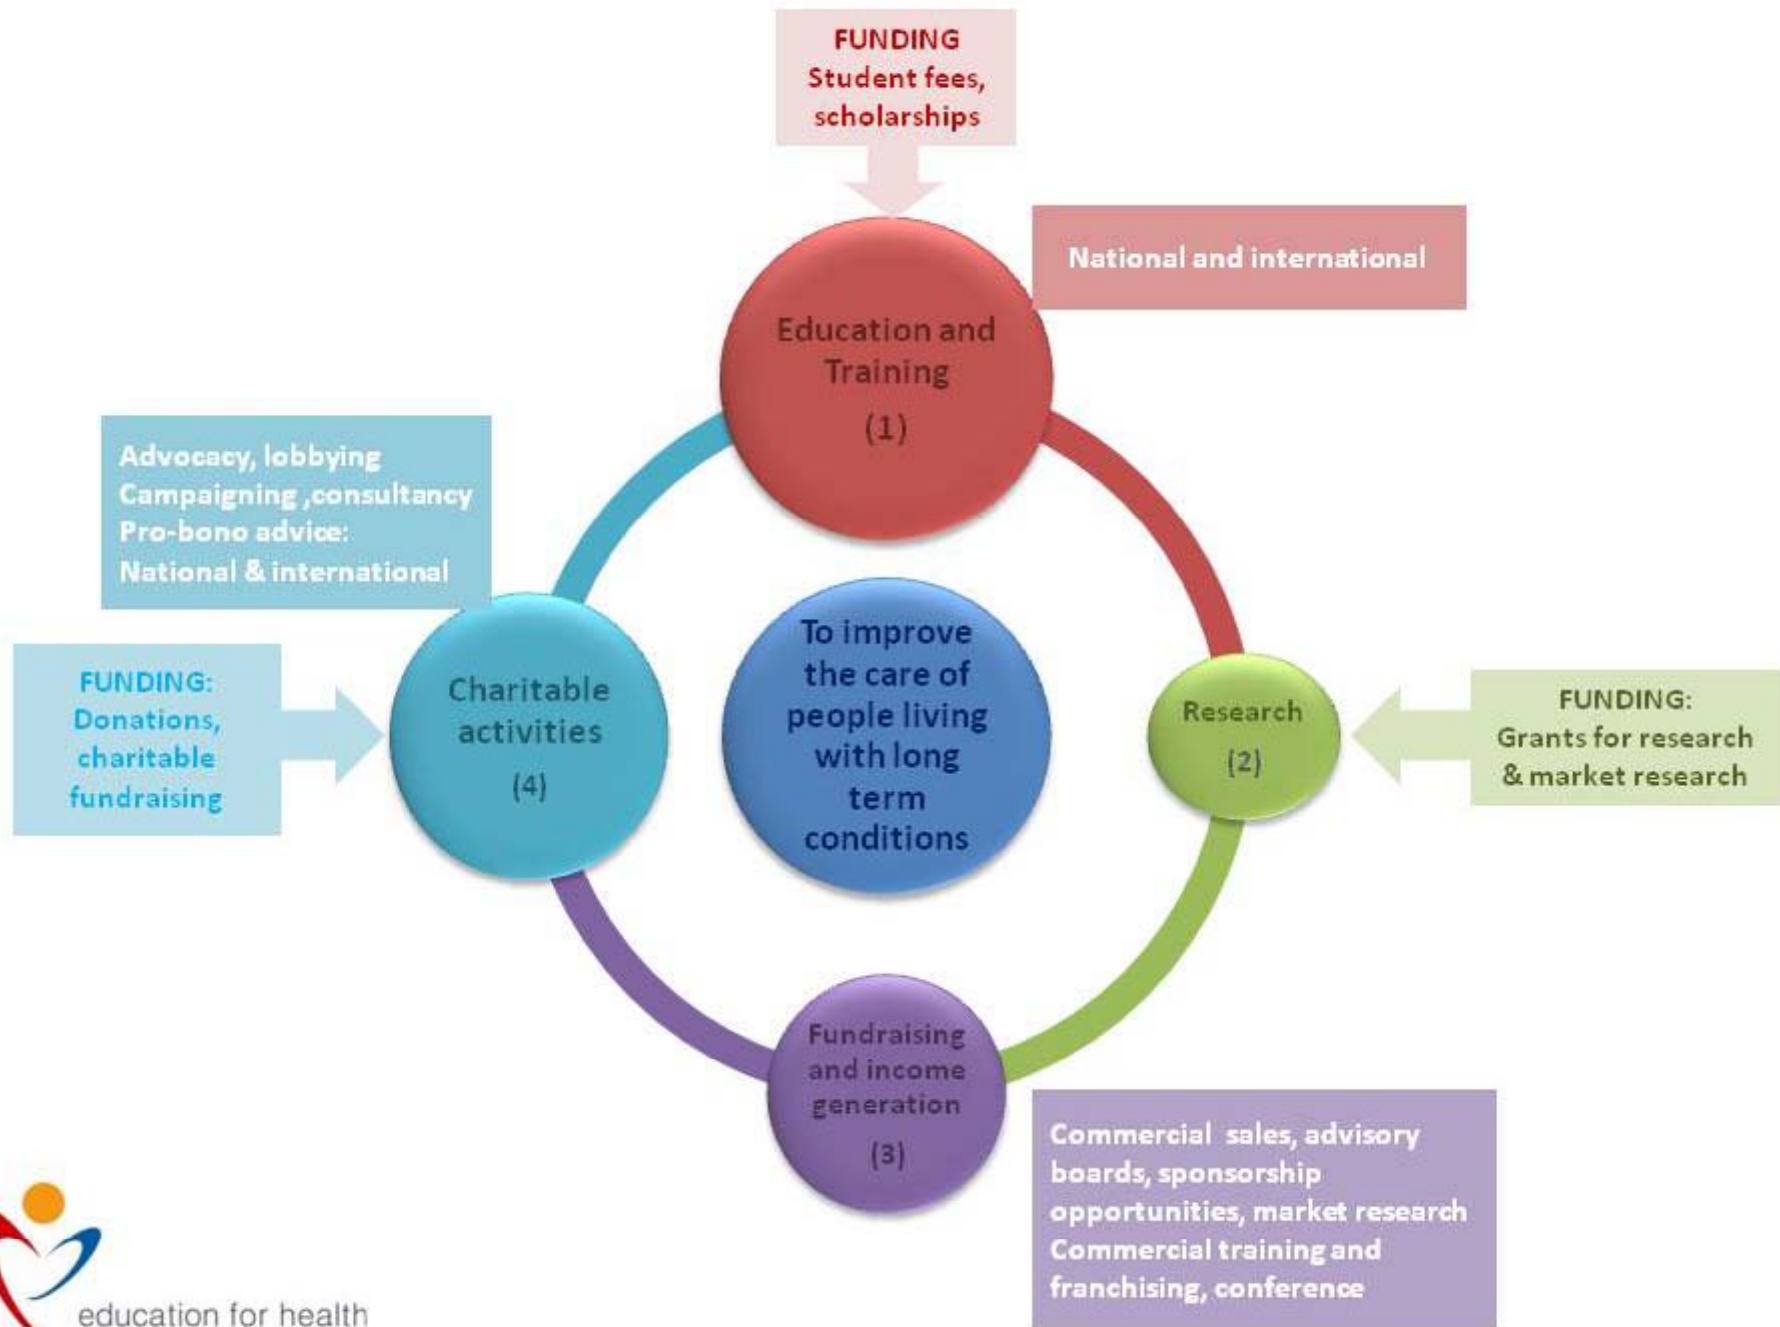 FUNDING
Student fees,
scholarships
National and international
Education and
Training
(1)
Advocacy, lobbying
Campaigning ,consultancy
Pro-bono advice:
National & international
FUNDING:
Donations,
charitable
fundraising
Charitable
activities
(4)
To improve
the care of
people living
with long
term
conditions
Research
(2)
FUNDING:
Grants for research
& market research
Fundraising
and income
generation
(3)
Commercial sales, advisory
boards, sponsorship
opportunities, market research
Commercial training and
franchising, conference
education for health